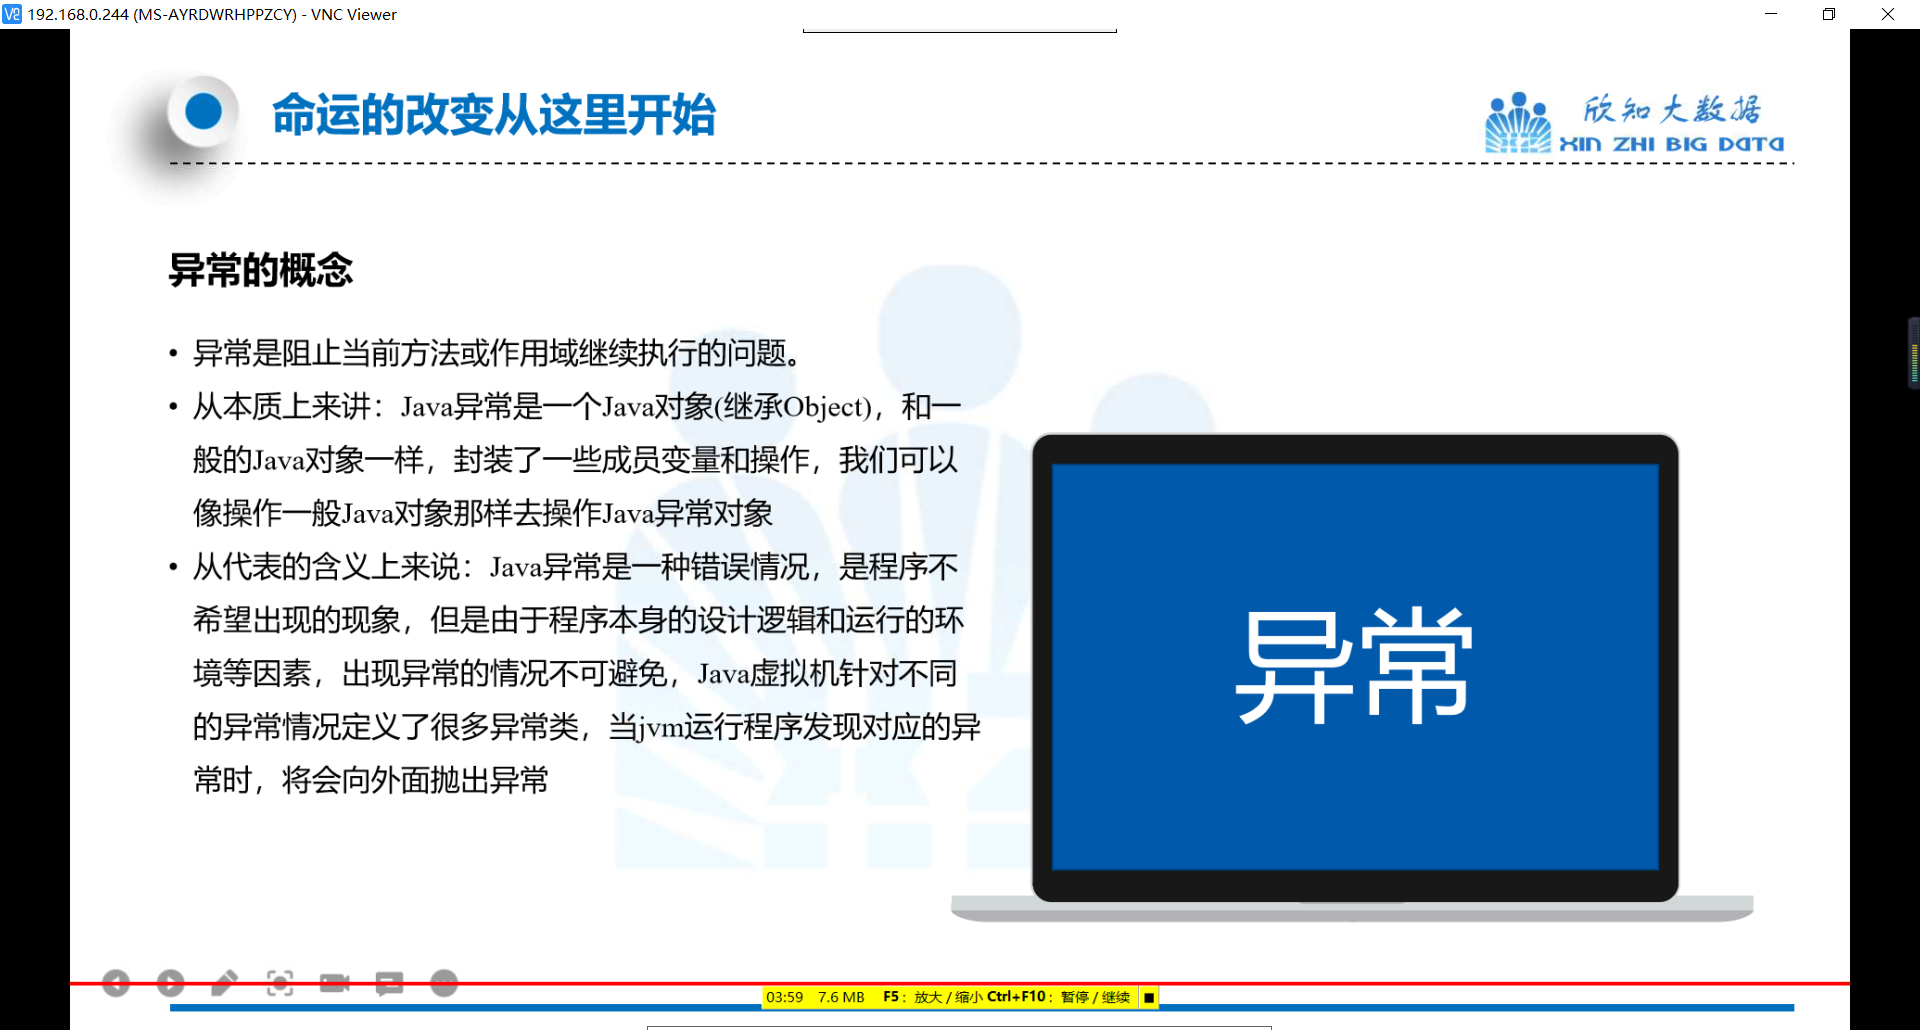 192.168.0.244 (MS-AYRDWRHPPZCY) - VNC Viewer
命运的改变从这里开始
欣知大数据
XIN ZHI BIG DATA
异常的概念
• 异常是阻止当前方法或作用域继续执行的问题。
• 从本质上来讲：Java异常是一个Java对象(继承Object)，和一
般的Java对象一样，封装了一些成员变量和操作，我们可以
像操作一般Java对象那样去操作Java异常对象
• 从代表的含义上来说：Java异常是一种错误情况，是程序不
希望出现的现象，但是由于程序本身的设计逻辑和运行的环
境等因素，出现异常的情况不可避免，Java虚拟机针对不同
的异常情况定义了很多异常类，当jvm运行程序发现对应的异
常时，将会向外面抛出异常
异常
03:59 7.6 MB F5：放大 / 缩小 Ctrl+F10：暂停 / 继续